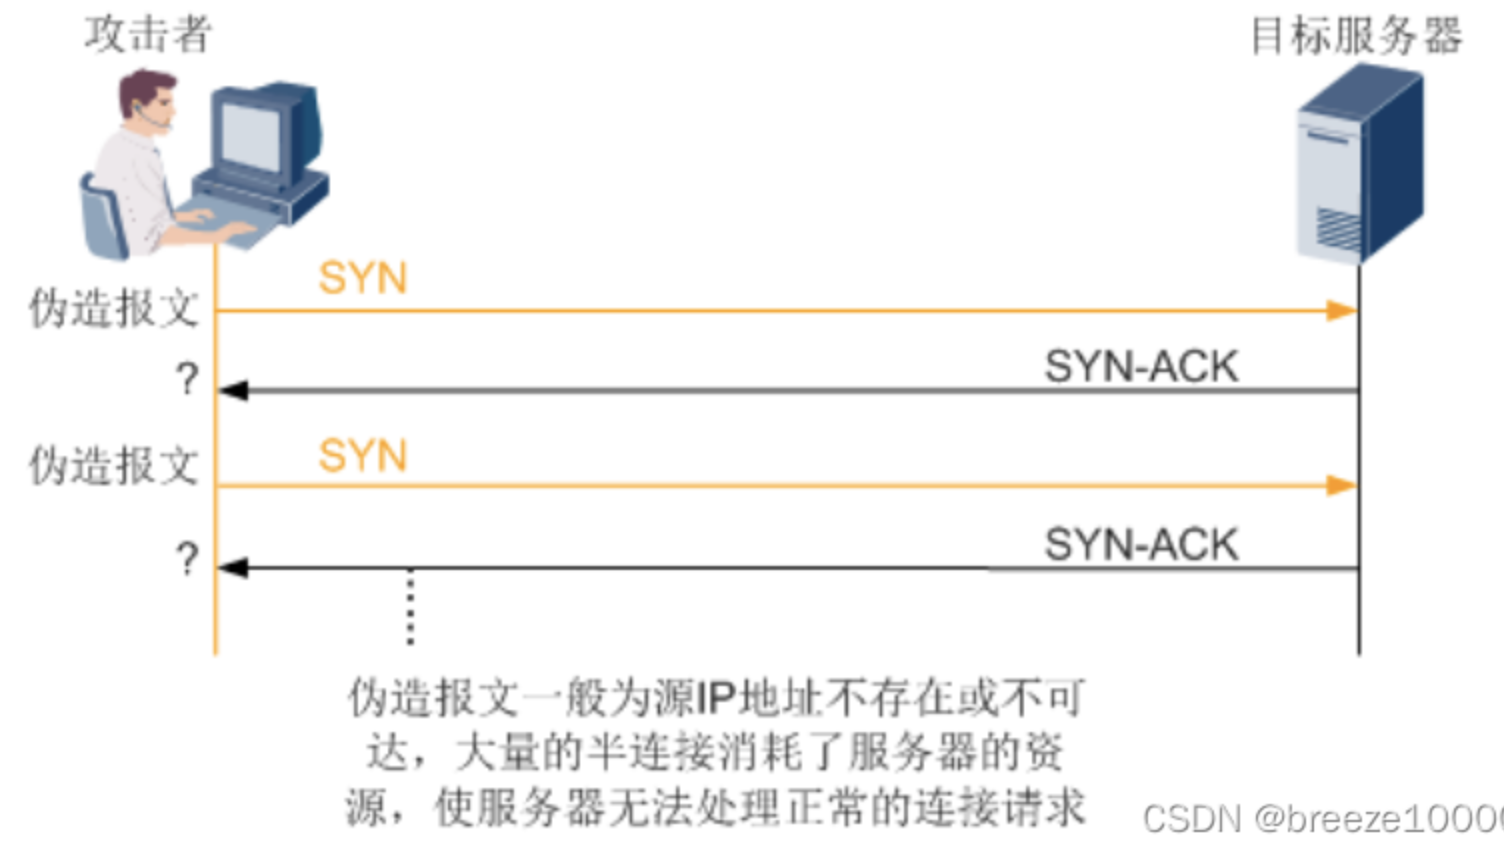 攻击者
目标服务器
SYN
伪造报文
SYN-ACK
?
SYN
伪造报文
SYN-ACK
?
伪造报文一般为源IP地址不存在或不可
达，大量的半连接消耗了服务器的资
源，使服务器无法处理正常的连接请求
CSDN @breeze1000